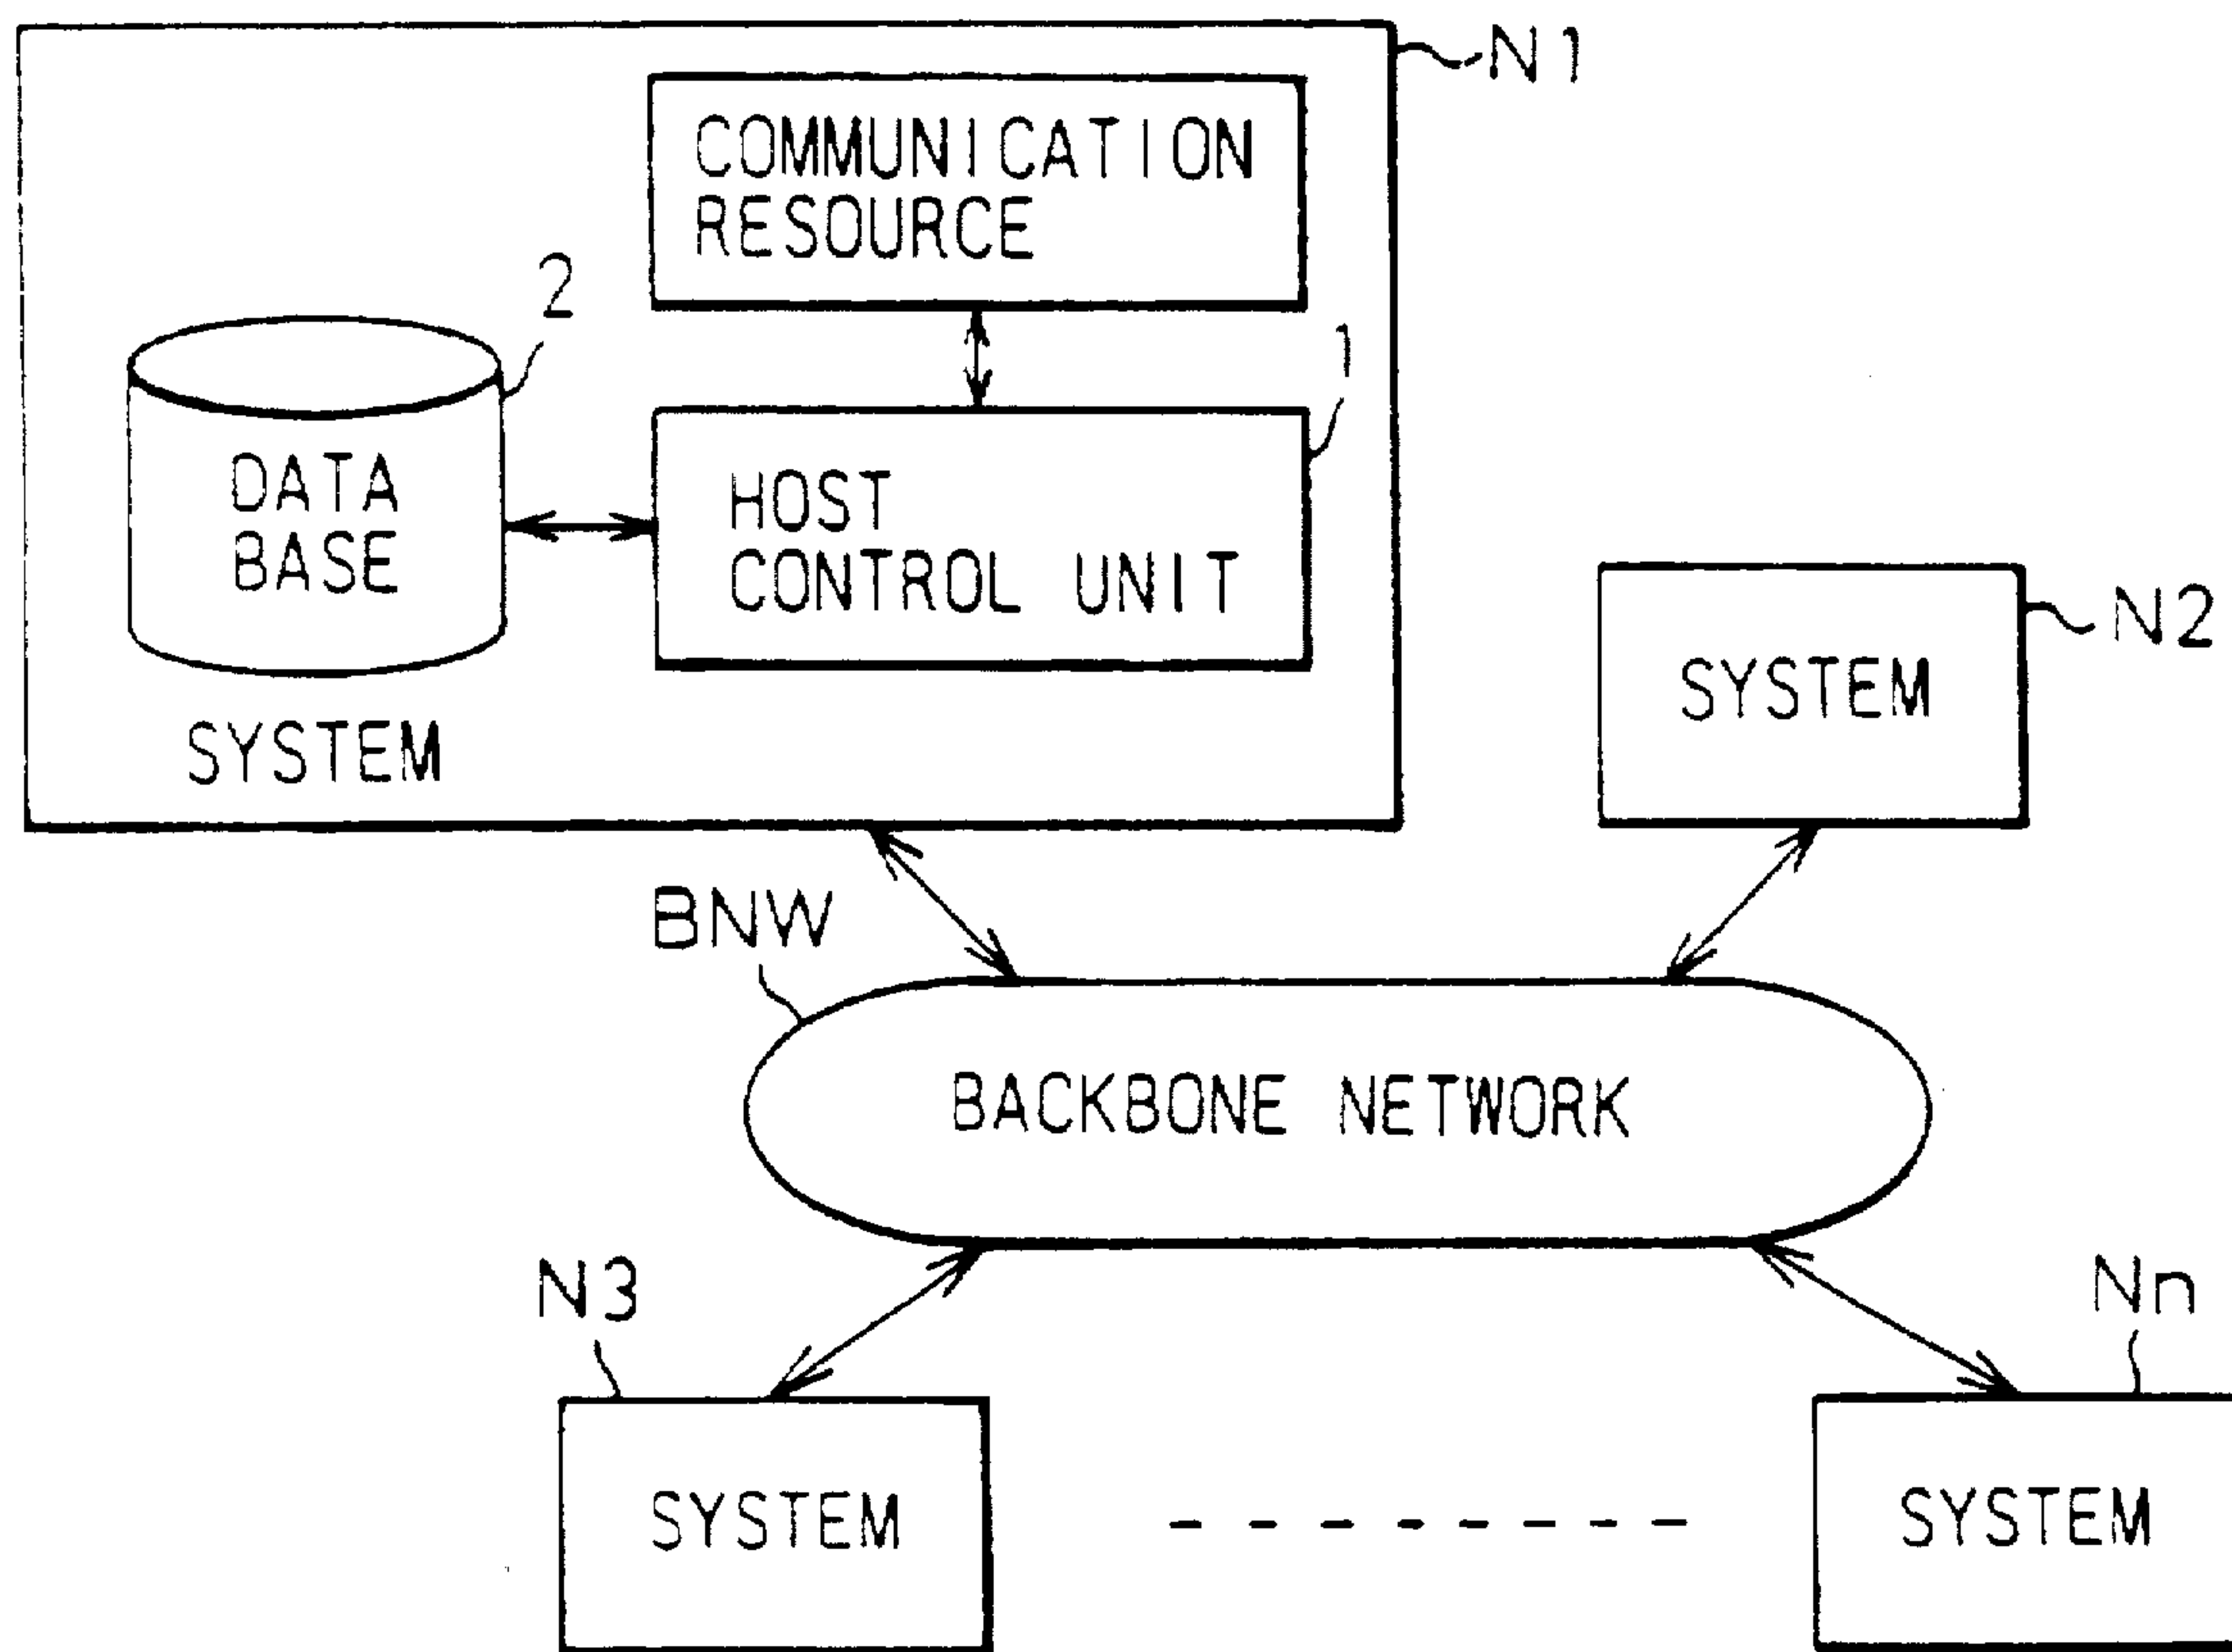 N1
COMMUNICATION
RESOURCE
2
1
DATA
BASE
HOST
CONTROL UNIT
SYSTEM
N2
SYSTEM
BNW
BACKBONE NETWORK
N3
Nn
SYSTEM
SYSTEM